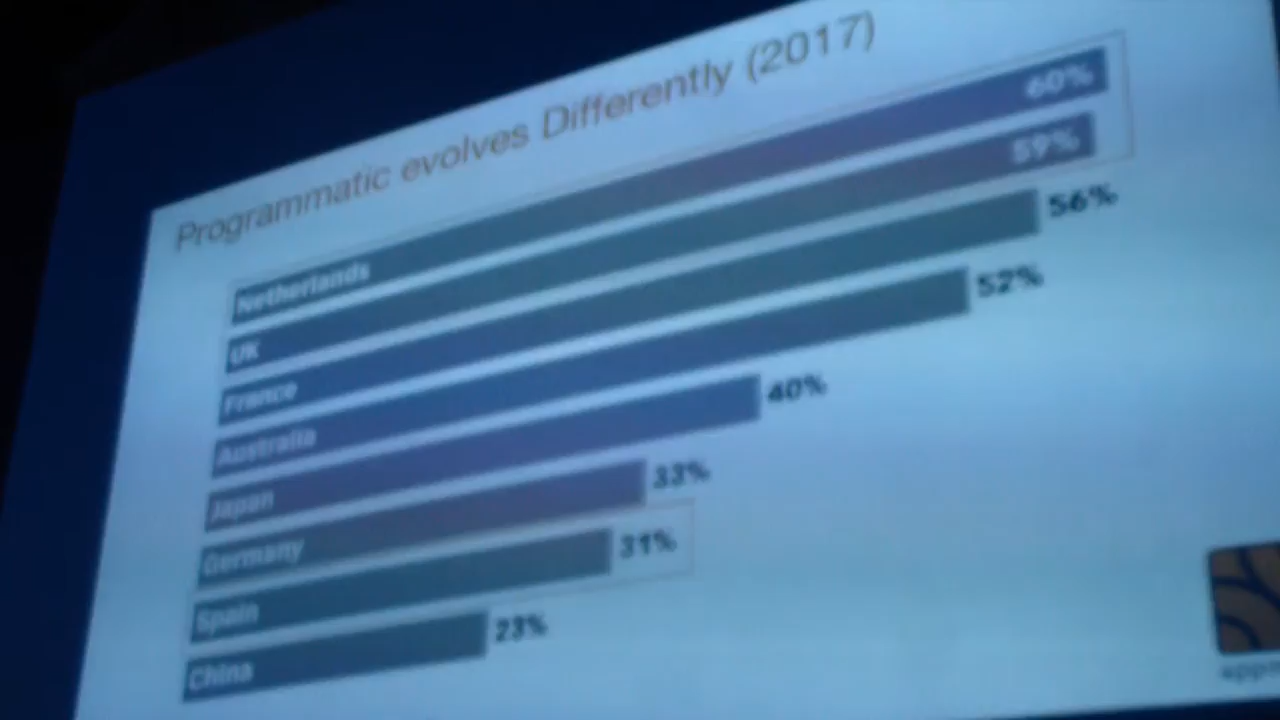 Programmatic evolves Differently (2017)
Netherlands 60%
UK 59%
France 56%
Australia 52%
Japan 40%
Germany 33%
Spain 31%
China 23%